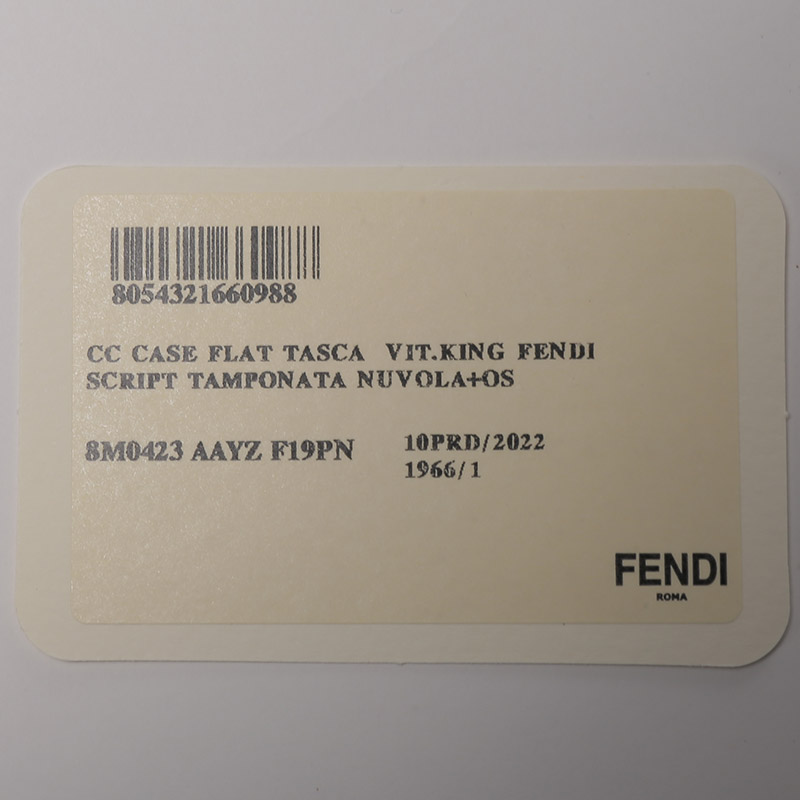 8054321660988
CC CASE FLAT TASCA VIT.KING FENDI
SCRIPT TAMPONATA NUVOLA+OS
8M0423 AAYZ F19PN
10PRD/2022
1966/1
FENDI
ROMA